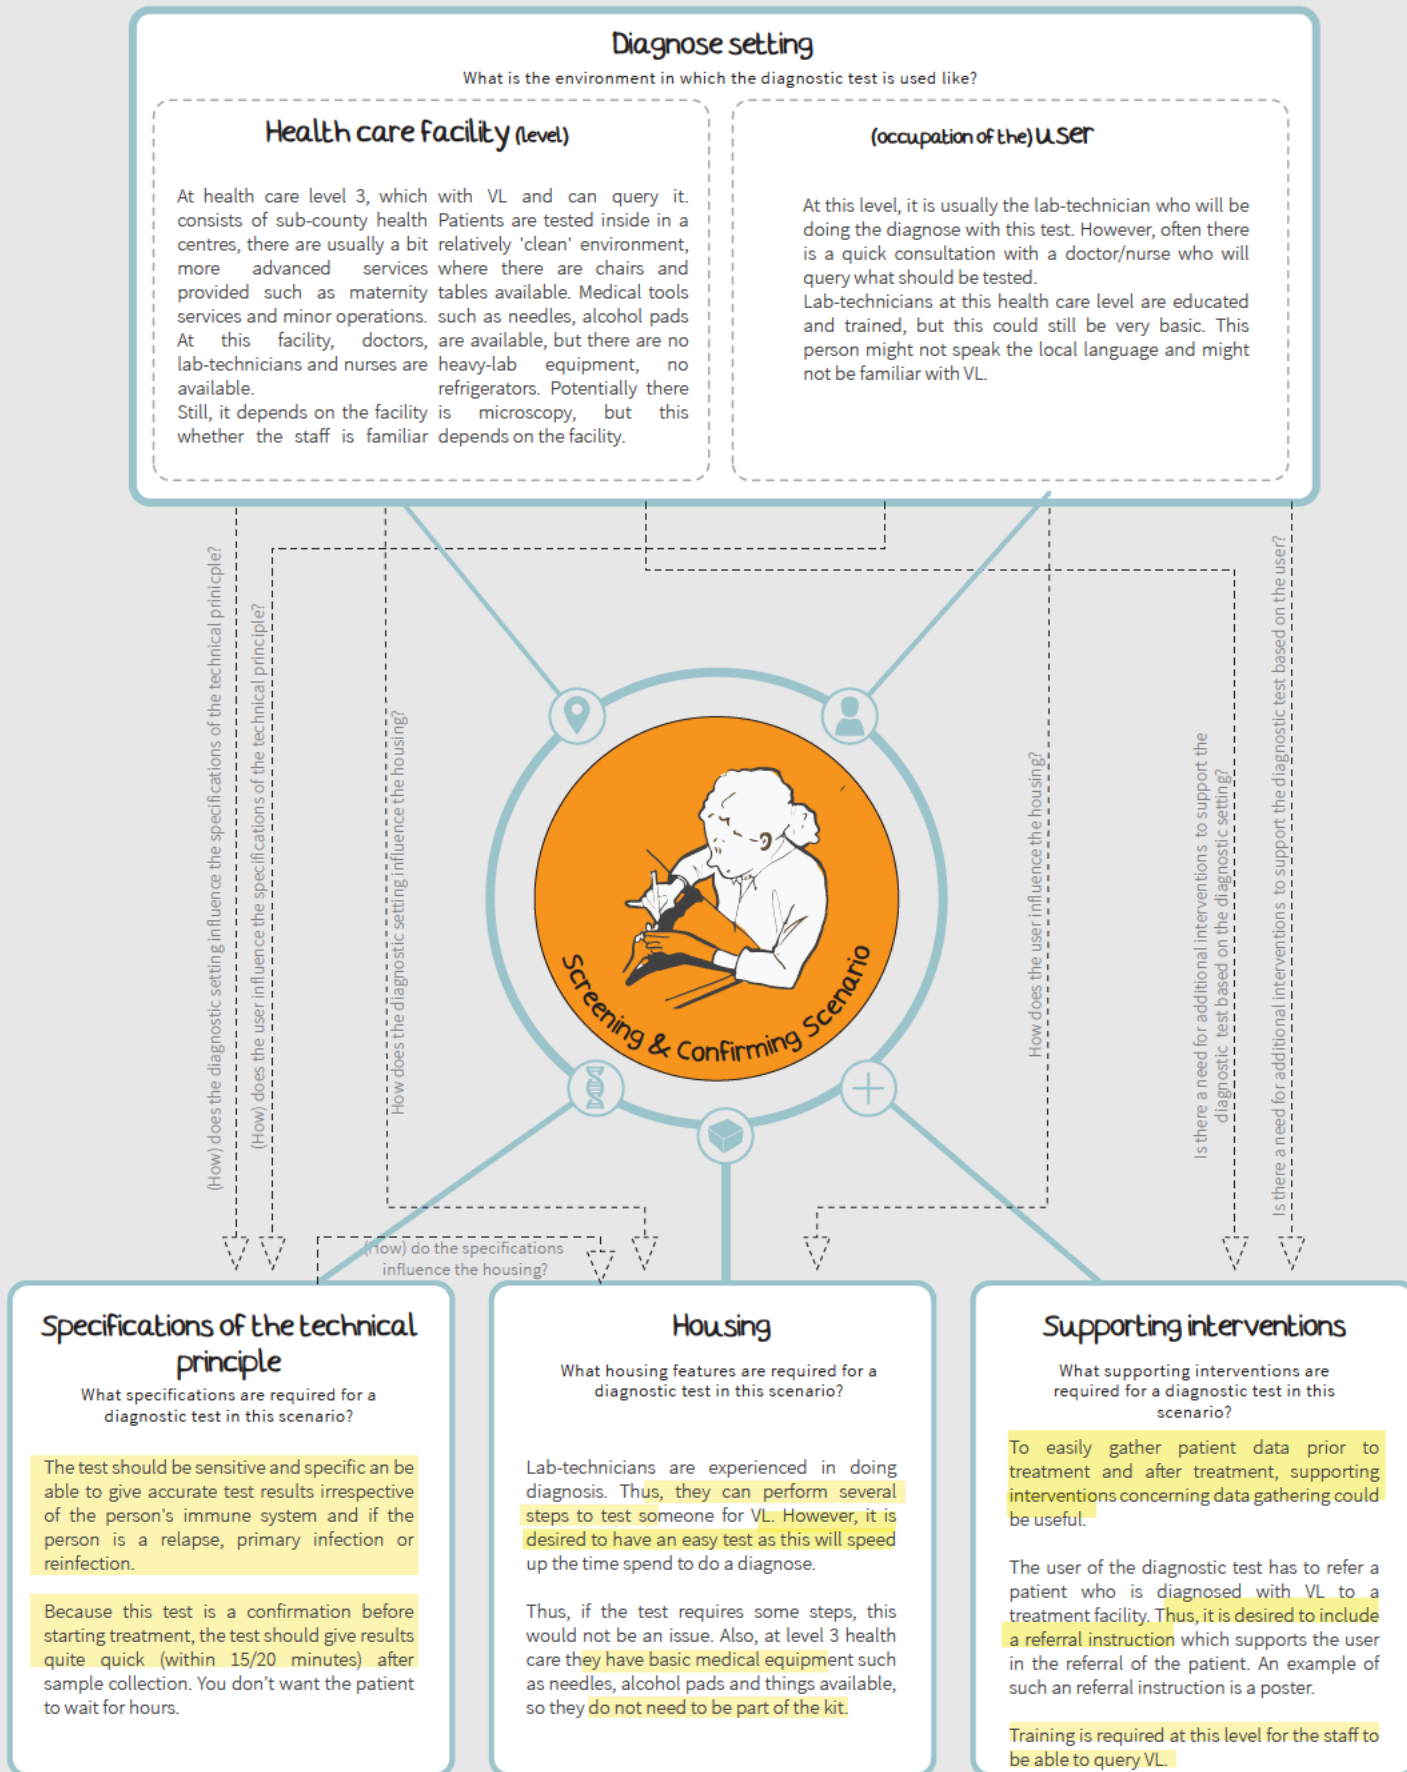 Diagnose setting
What is the environment in which the diagnostic test is used like?
Health care facility (level)
At health care level 3, which
consists of sub-county health
centres, there are usually a bit
more advanced services
provided such as maternity
services and minor operations.
At this facility, doctors,
lab-technicians and nurses are
available.
Still, it depends on the facility
whether the staff is familiar
with VL and can query it.
Patients are tested inside in a
relatively 'clean' environment,
where there are chairs and
tables available. Medical tools
such as needles, alcohol pads
are available, but there are no
heavy-lab equipment, no
refrigerators. Potentially there
is microscopy, but this
depends on the facility.
(occupation of the) user
At this level, it is usually the lab-technician who will be
doing the diagnose with this test. However, often there
is a quick consultation with a doctor/nurse who will
query what should be tested.
Lab-technicians at this health care level are educated
and trained, but this could still be very basic. This
person might not speak the local language and might
not be familiar with VL.
(How) does the diagnostic setting influence the specifications of the technical prinicple?
(How) does the user influence the specifications of the technical principle?
How does the diagnostic setting influence the housing?
How does the user influence the housing?
Is there a need for additional interventions to support the
diagnostic test based on the diagnostic setting?
Is there a need for additional interventions to support the diagnostic test based on the user?
Screening & Confirming Scenario
(How) do the specifications
influence the housing?
Specifications of the technical
principle
What specifications are required for a
diagnostic test in this scenario?
The test should be sensitive and specific an be
able to give accurate test results irrespective
of the person's immune system and if the
person is a relapse, primary infection or
reinfection.
Because this test is a confirmation before
starting treatment, the test should give results
quite quick (within 15/20 minutes) after
sample collection. You don't want the patient
to wait for hours.
Housing
What housing features are required for a
diagnostic test in this scenario?
Lab-technicians are experienced in doing
diagnosis. Thus, they can perform several
steps to test someone for VL. However, it is
desired to have an easy test as this will speed
up the time spend to do a diagnose.
Thus, if the test requires some steps, this
would not be an issue. Also, at level 3 health
care they have basic medical equipment such
as needles, alcohol pads and things available,
so they do not need to be part of the kit.
Supporting interventions
What supporting interventions are
required for a diagnostic test in this
scenario?
To easily gather patient data prior to
treatment and after treatment, supporting
interventions concerning data gathering could
be useful.
The user of the diagnostic test has to refer a
patient who is diagnosed with VL to a
treatment facility. Thus, it is desired to include
a referral instruction which supports the user
in the referral of the patient. An example of
such an referral instruction is a poster.
Training is required at this level for the staff to
be able to query VL.